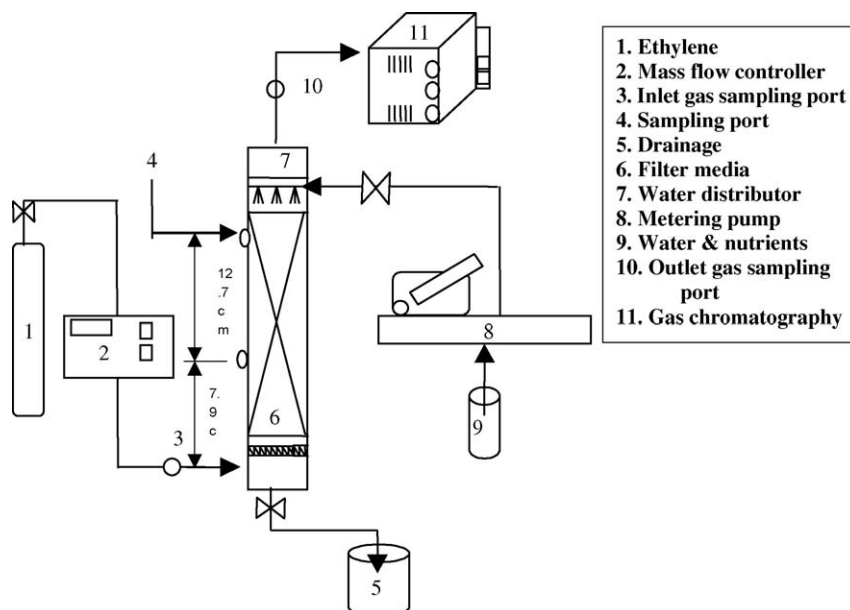 11
10
7
4
12
.7
c
m
1
2
8
7.
9
c
6
3
9
5
1. Ethylene
2. Mass flow controller
3. Inlet gas sampling port
4. Sampling port
5. Drainage
6. Filter media
7. Water distributor
8. Metering pump
9. Water & nutrients
10. Outlet gas sampling
port
11. Gas chromatography